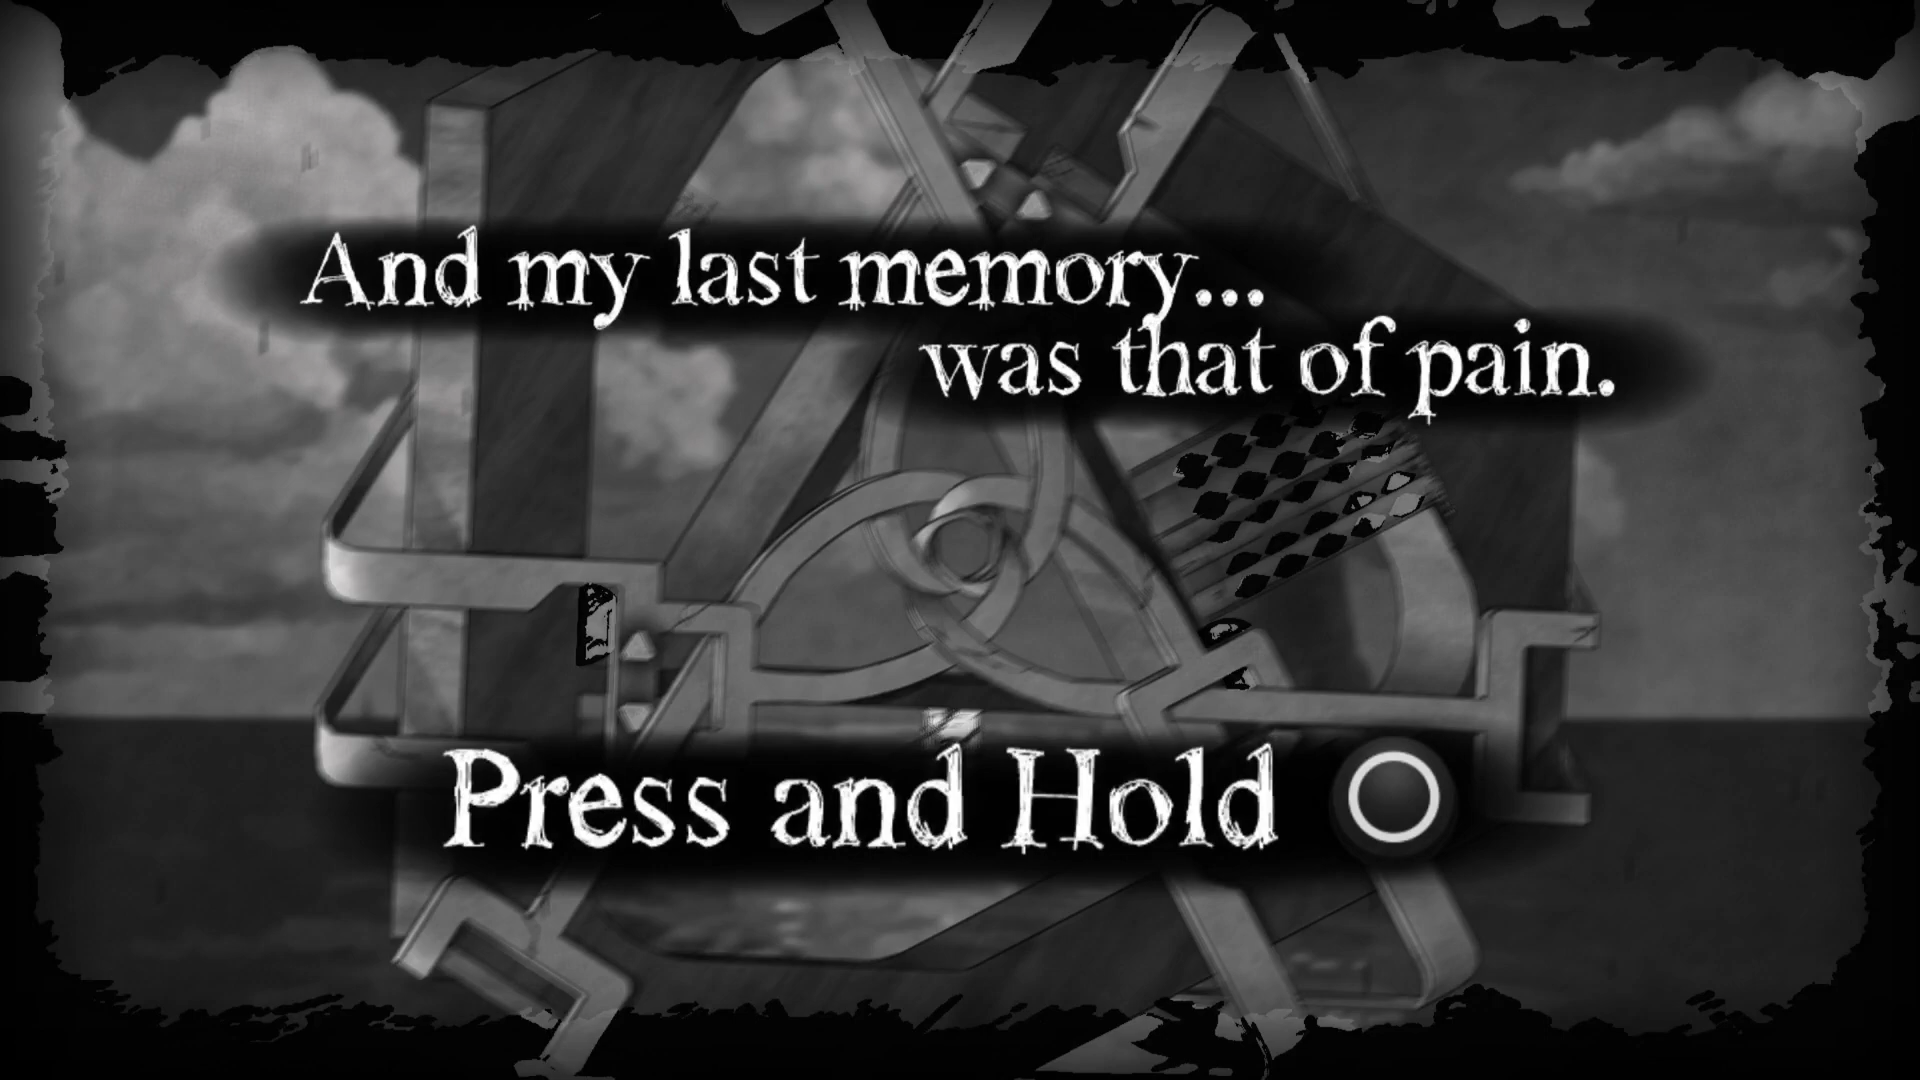 And my last memory...
was that of pain.
Press and Hold